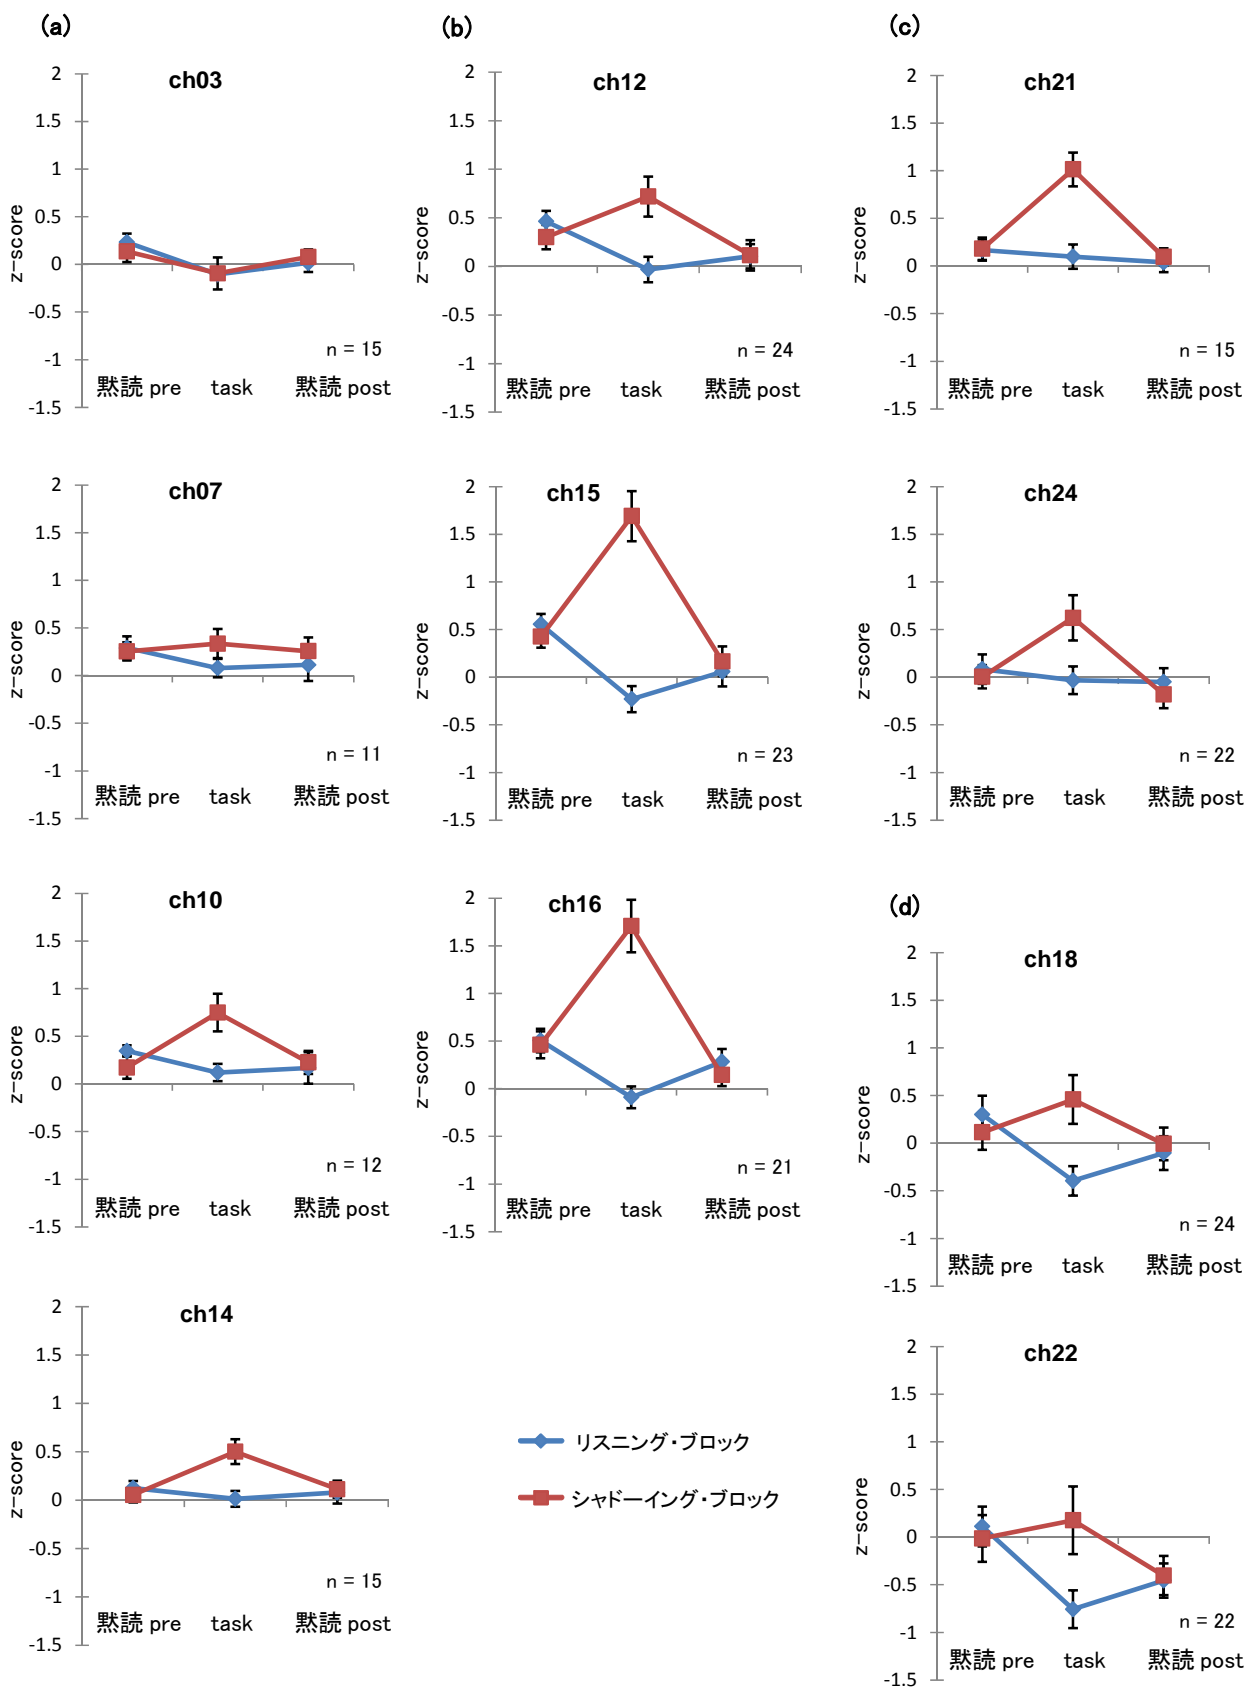 (a)
ch03
2
1.5
1
0.5
0
-0.5
-1
-1.5
z-score
n = 15
黙読 pre task 黙読 post
ch07
2
1.5
1
0.5
0
-0.5
-1
-1.5
z-score
n = 11
黙読 pre task 黙読 post
ch10
2
1.5
1
0.5
0
-0.5
-1
-1.5
z-score
n = 12
黙読 pre task 黙読 post
ch14
2
1.5
1
0.5
0
-0.5
-1
-1.5
z-score
n = 15
黙読 pre task 黙読 post
(b)
ch12
2
1.5
1
0.5
0
-0.5
-1
-1.5
z-score
n = 24
黙読 pre task 黙読 post
ch15
2
1.5
1
0.5
0
-0.5
-1
-1.5
z-score
n = 23
黙読 pre task 黙読 post
ch16
2
1.5
1
0.5
0
-0.5
-1
-1.5
z-score
n = 21
黙読 pre task 黙読 post
リスニング・ブロック
シャドーイング・ブロック
(c)
ch21
2
1.5
1
0.5
0
-0.5
-1
-1.5
z-score
n = 15
黙読 pre task 黙読 post
ch24
2
1.5
1
0.5
0
-0.5
-1
-1.5
z-score
n = 22
黙読 pre task 黙読 post
(d)
ch18
2
1.5
1
0.5
0
-0.5
-1
-1.5
z-score
n = 24
黙読 pre task 黙読 post
ch22
2
1.5
1
0.5
0
-0.5
-1
-1.5
z-score
n = 22
黙読 pre task 黙読 post